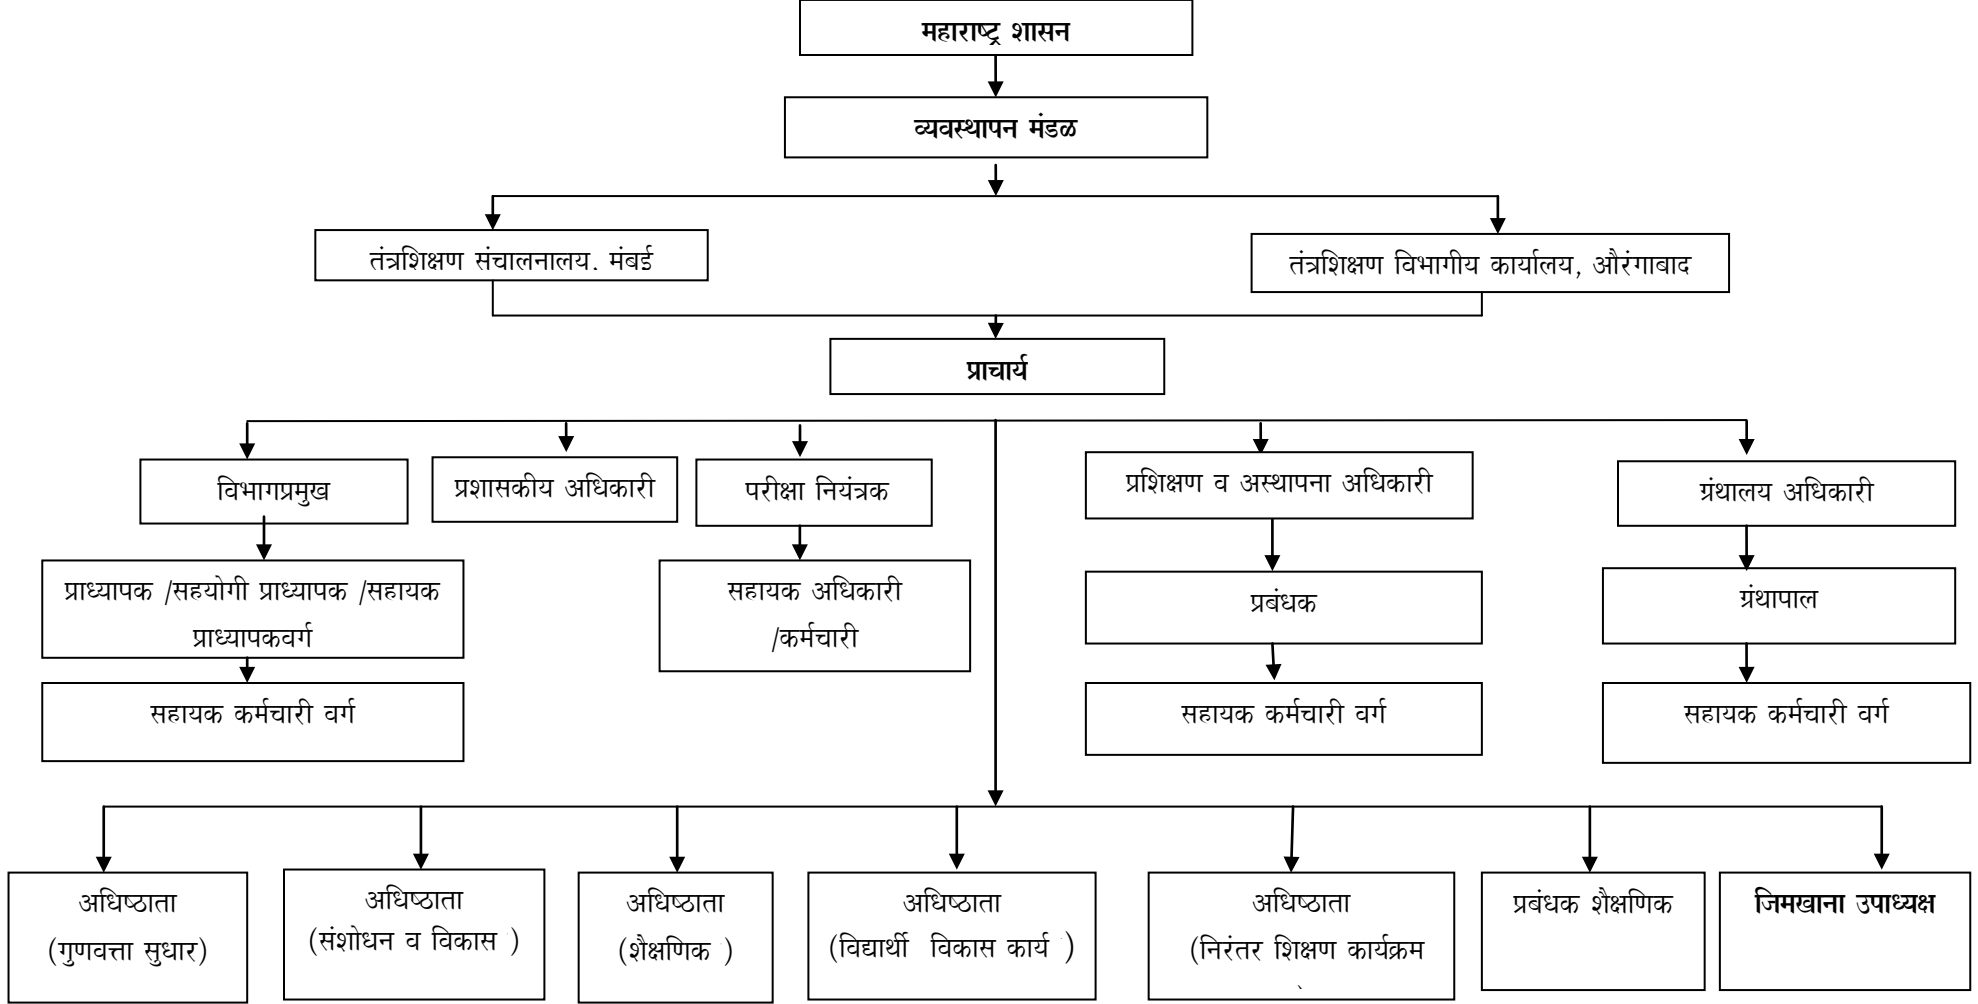 महाराष्ट्र शासन
व्यवस्थापन मंडळ
तंत्रशिक्षण संचालनालय. मंबई
तंत्रशिक्षण विभागीय कार्यालय, औरंगाबाद
प्राचार्य
विभागप्रमुख
प्रशासकीय अधिकारी
परीक्षा नियंत्रक
प्रशिक्षण व अस्थापना अधिकारी
ग्रंथालय अधिकारी
प्राध्यापक /सहयोगी प्राध्यापक /सहायक
प्राध्यापकवर्ग
सहायक अधिकारी
/कर्मचारी
प्रबंधक
ग्रंथापाल
सहायक कर्मचारी वर्ग
सहायक कर्मचारी वर्ग
सहायक कर्मचारी वर्ग
अधिष्ठाता
(गुणवत्ता सुधार)
अधिष्ठाता
(संशोधन व विकास )
अधिष्ठाता
(शैक्षणिक )
अधिष्ठाता
(विद्यार्थी विकास कार्य )
अधिष्ठाता
(निरंतर शिक्षण कार्यक्रम
प्रबंधक शैक्षणिक
जिमखाना उपाध्यक्ष